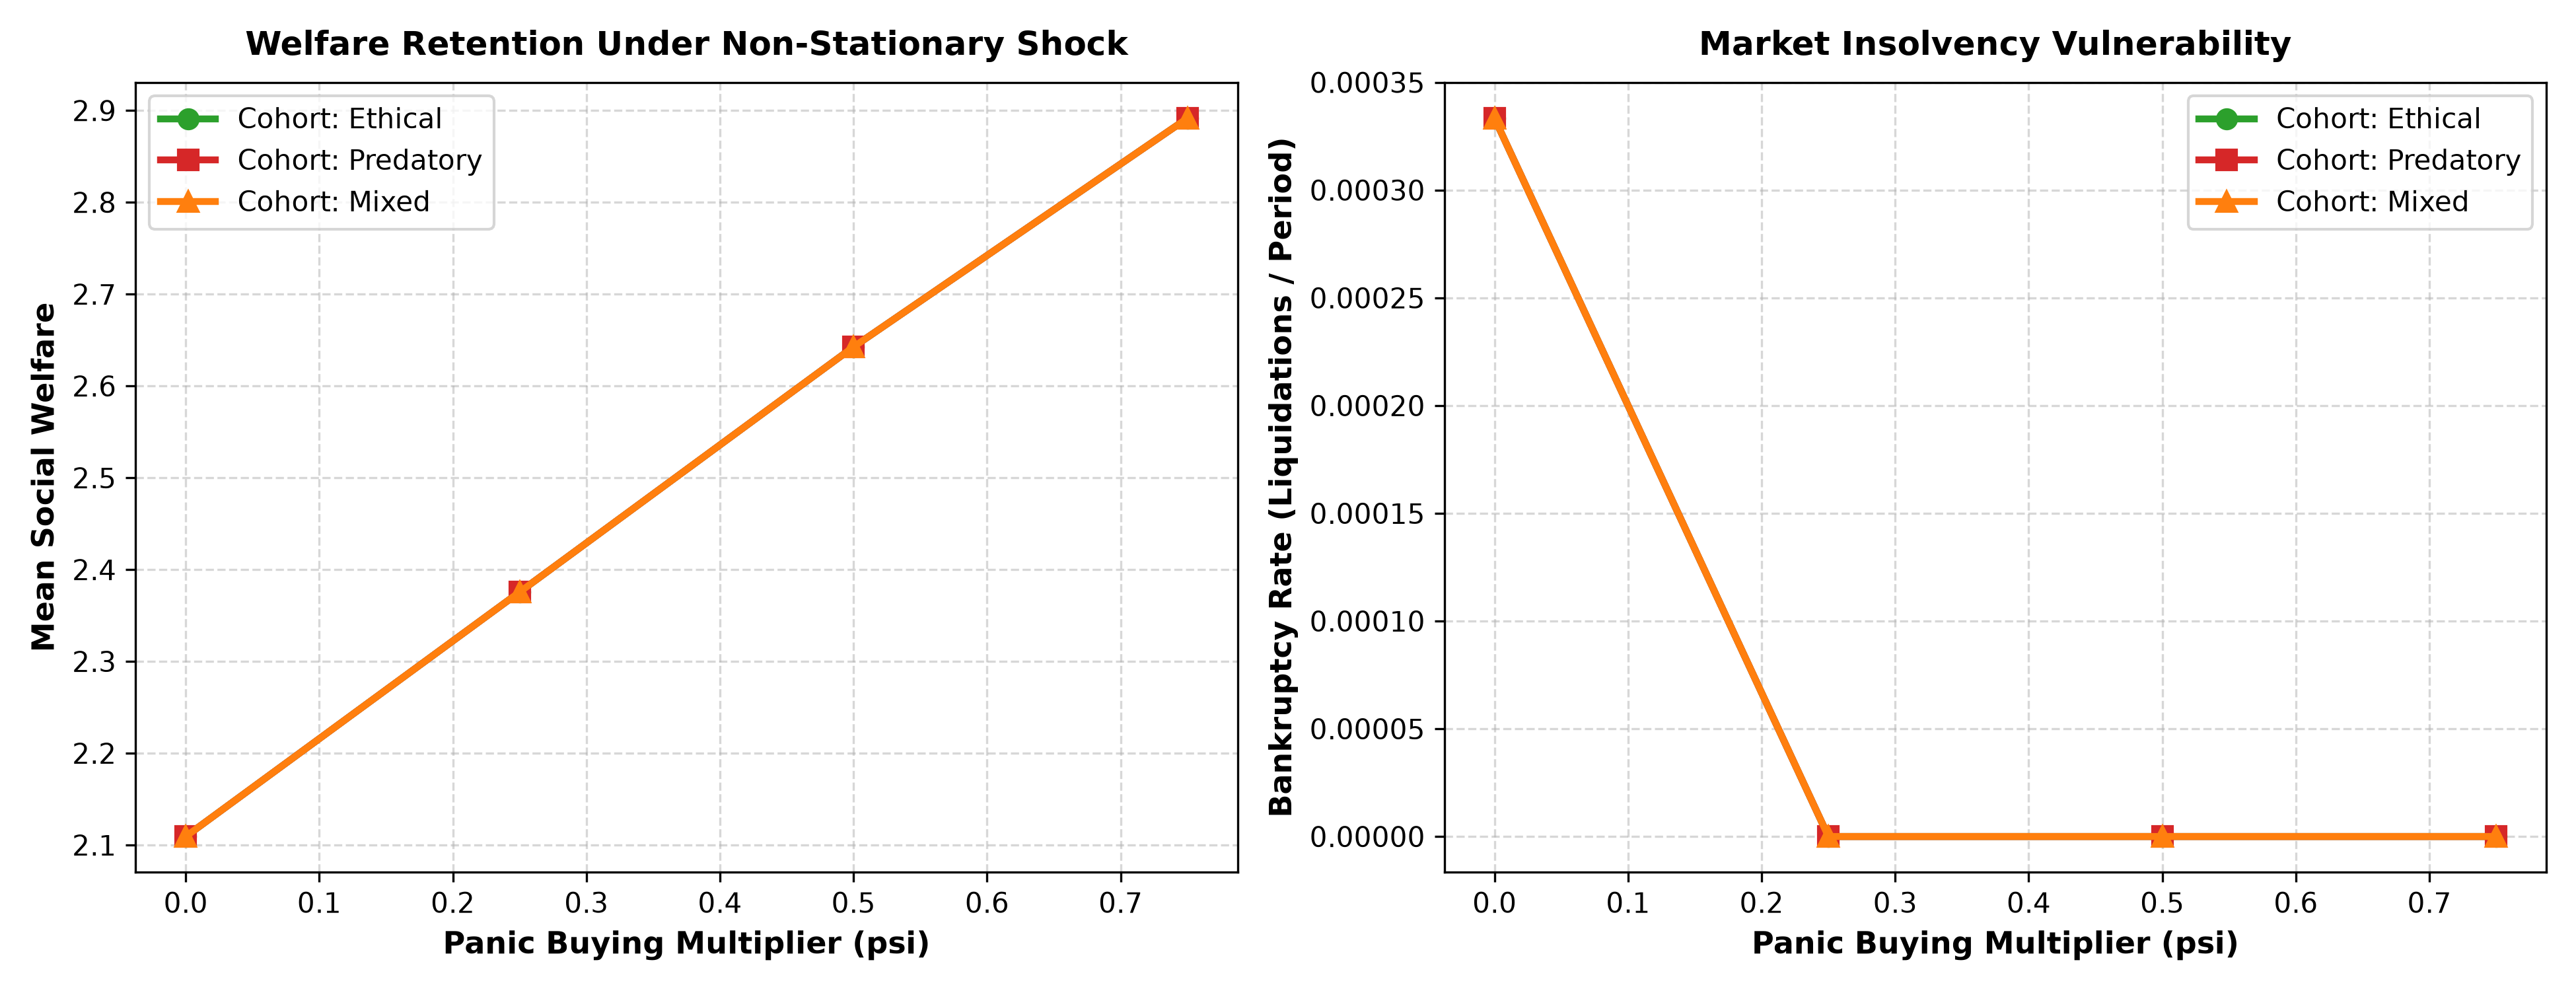 Welfare Retention Under Non-Stationary Shock
Mean Social Welfare
2.9
2.8
2.7
2.6
2.5
2.4
2.3
2.2
2.1
Cohort: Ethical
Cohort: Predatory
Cohort: Mixed
0.0 0.1 0.2 0.3 0.4 0.5 0.6 0.7
Panic Buying Multiplier (psi)
Market Insolvency Vulnerability
Bankruptcy Rate (Liquidations / Period)
0.00035
0.00030
0.00025
0.00020
0.00015
0.00010
0.00005
0.00000
Cohort: Ethical
Cohort: Predatory
Cohort: Mixed
0.0 0.1 0.2 0.3 0.4 0.5 0.6 0.7
Panic Buying Multiplier (psi)